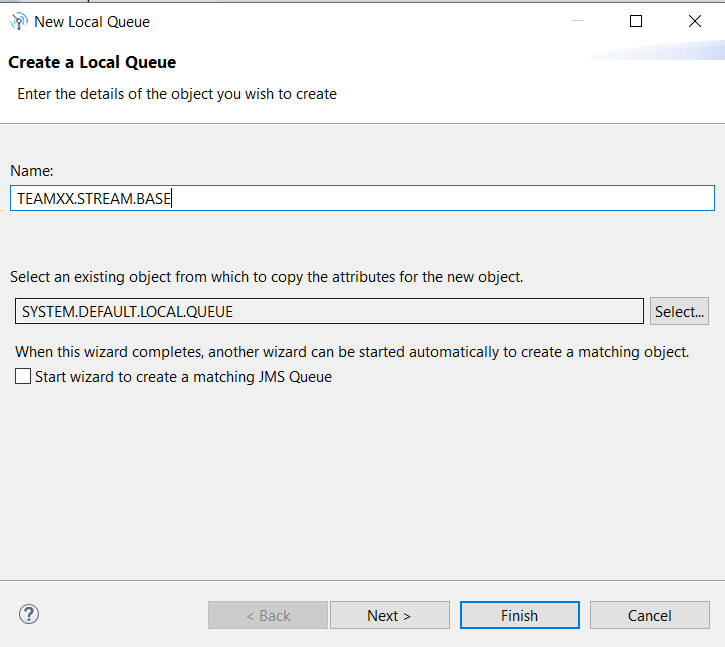 New Local Queue
Create a Local Queue
Enter the details of the object you wish to create
Name:
TEAMXX.STREAM.BASE
Select an existing object from which to copy the attributes for the new object.
SYSTEM.DEFAULT.LOCAL.QUEUE Select...
When this wizard completes, another wizard can be started automatically to create a matching object.
Start wizard to create a matching JMS Queue
? < Back Next > Finish Cancel